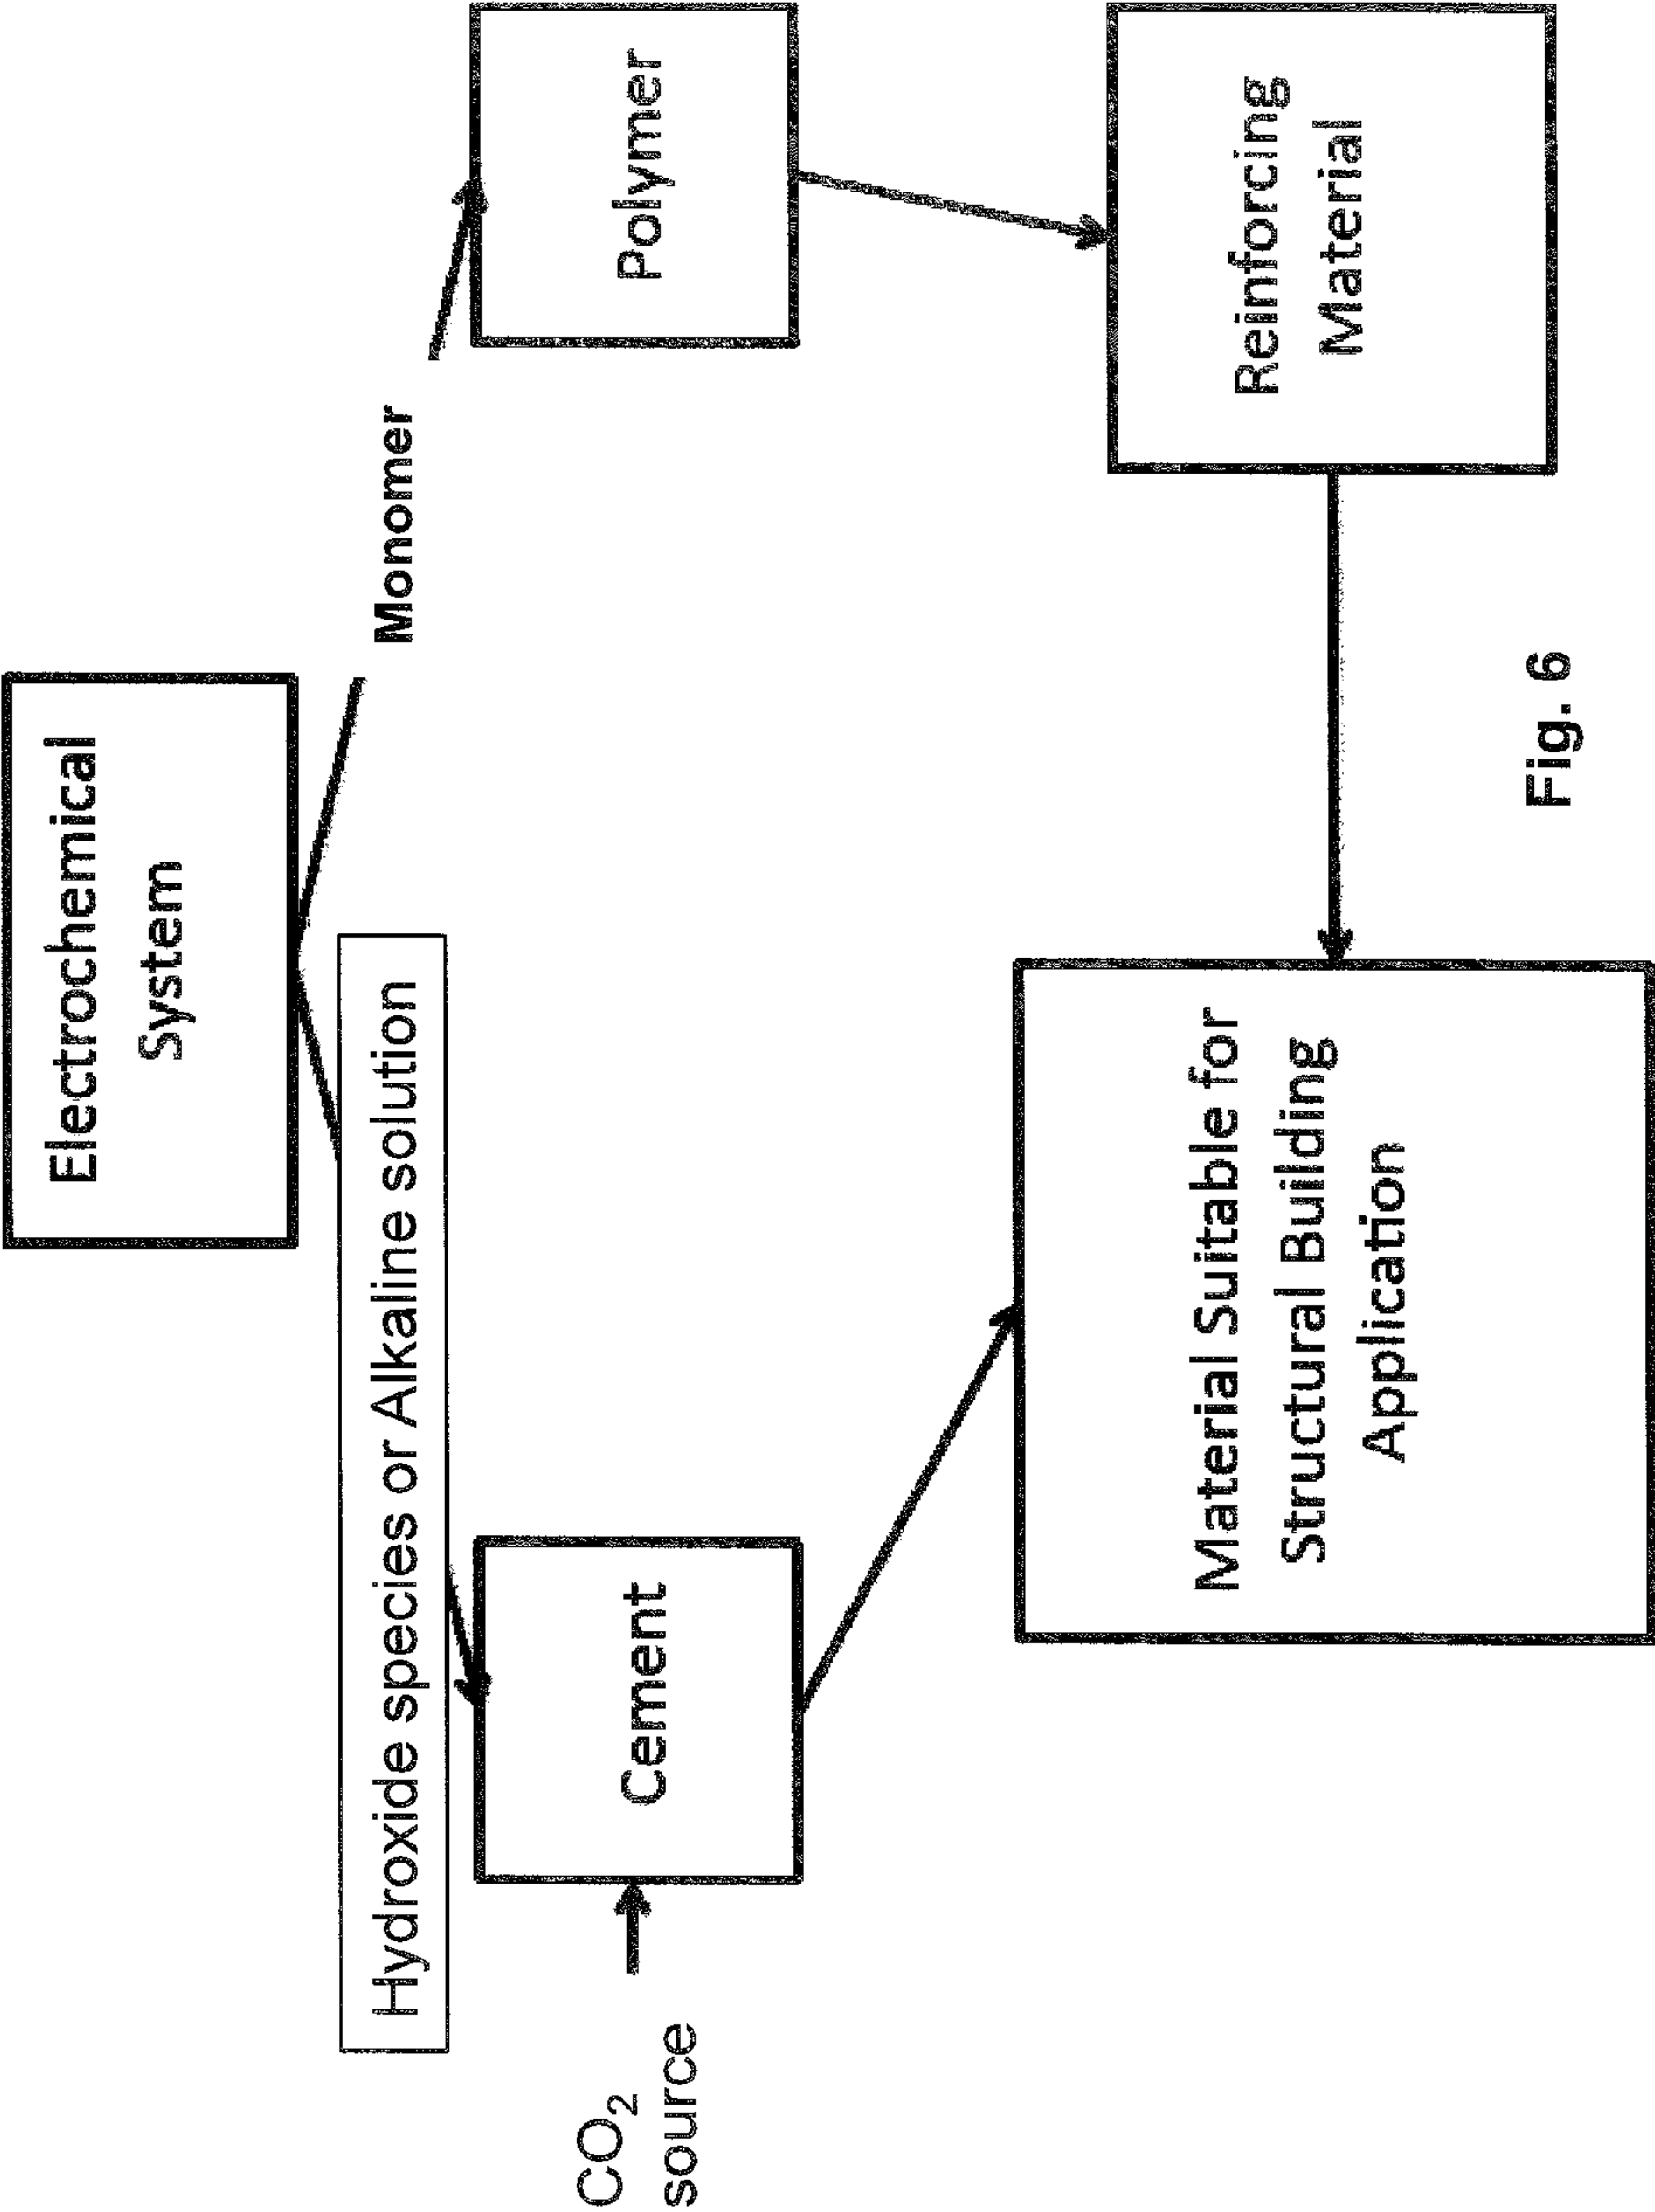 Electrochemical
System
Hydroxide species or Alkaline solution
Monomer
CO₂
source
Cement
Polymer
Material Suitable for
Structural Building
Application
Reinforcing
Material
Fig. 6